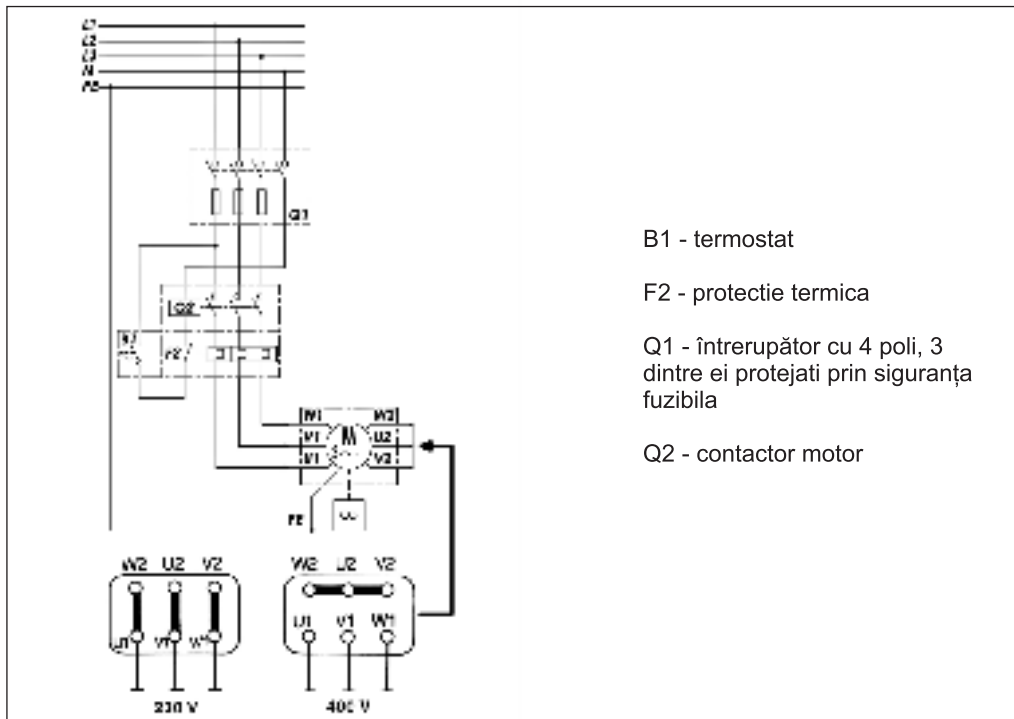 L1
L2
L3
N
PE
Q1
Q2
F2
B1 - termostat
F2 - protectie termica
Q1 - întrerupător cu 4 poli, 3
dintre ei protejati prin siguranța
fuzibila
Q2 - contactor motor
W1 W2
V1 M U2
U1 V2
PE
W2 U2 V2
U1 V1 W1
230 V
W2 U2 V2
U1 V1 W1
400 V